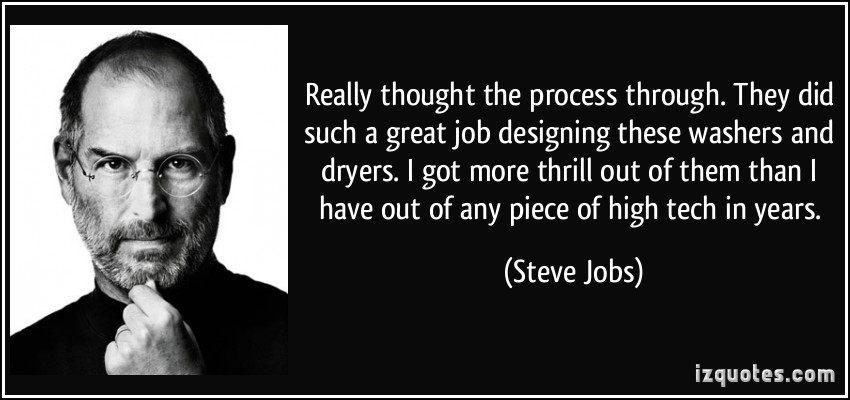 Really thought the process through. They did
such a great job designing these washers and
dryers. I got more thrill out of them than I
have out of any piece of high tech in years.
(Steve Jobs)
izquotes.com